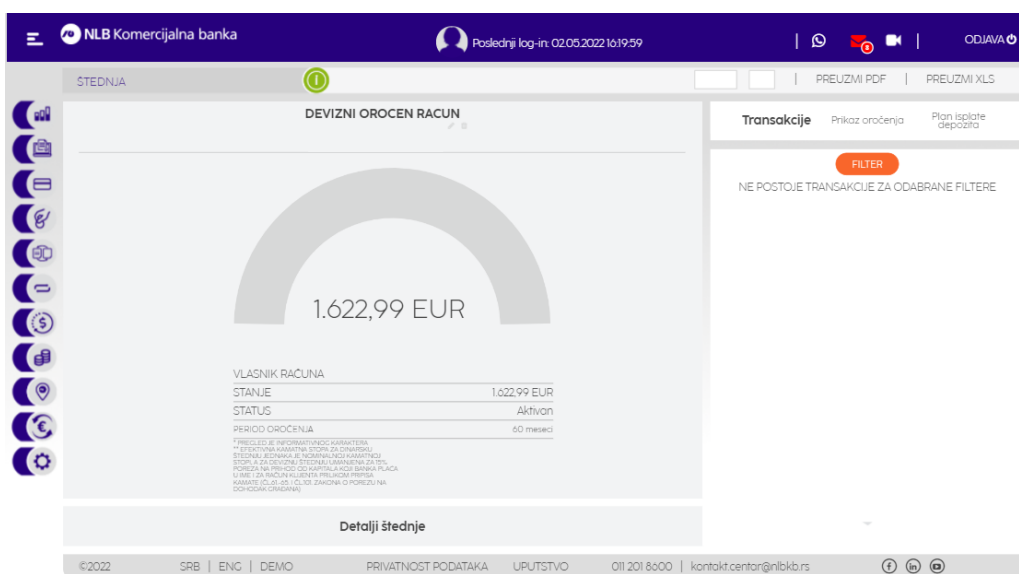 NLB Komercijalna banka
Poslednji log-in: 02.05.2022 16:19:59
8
ODJAVA
ŠTEDNJA
PREUZMI PDF | PREUZMI XLS
DEVIZNI OROCEN RACUN
Transakcije
Prikaz oročenja
Plan isplate
depozita
FILTER
NE POSTOJE TRANSAKCIJE ZA ODABRANE FILTERE
1.622,99 EUR
VLASNIK RAČUNA
STANJE 1.622,99 EUR
STATUS Aktivan
PERIOD OROČENJA 60 meseci
* PREGLED JE INFORMATIVNOG KARAKTERA
** EFEKTIVNA KAMATNA STOPA ZA DINARSKU
ŠTEDNJU JEDNAKA JE NOMINALNOJ KAMATNOJ
STOPI, A ZA DEVIZNU ŠTEDNJU UMANJENA ZA 15%
POREZA NA PRIHOD OD KAPITALA KOJI BANKA PLAĆA
U IME I ZA RAČUN KLIJENTA PRILIKOM PRIPISA
KAMATE (ČL.61.-65. I ČL.101. ZAKONA O POREZU NA
DOHODAK GRAĐANA)
Detalji štednje
©2022
SRB | ENG | DEMO
PRIVATNOST PODATAKA
UPUTSTVO
011 201 8600 | kontakt.centar@nlbkb.rs